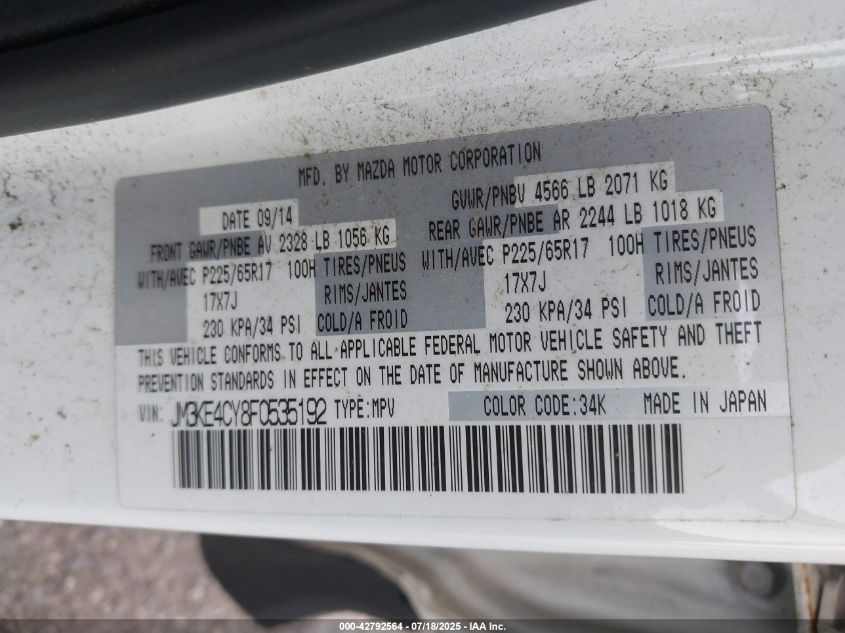 MFD. BY MAZDA MOTOR CORPORATION
DATE 09/14
GVWR/PNBV 4566 LB 2071 KG
FRONT GAWR/PNBE AV 2328 LB 1056 KG
REAR GAWR/PNBE AR 2244 LB 1018 KG
WITH/AVEC P225/65R17 100H TIRES/PNEUS WITH/AVEC P225/65R17 100H TIRES/PNEUS
17X7J RIMS/JANTES 17X7J RIMS/JANTES
230 KPA/34 PSI COLD/A FROID 230 KPA/34 PSI COLD/A FROID
THIS VEHICLE CONFORMS TO ALL APPLICABLE FEDERAL MOTOR VEHICLE SAFETY AND THEFT
PREVENTION STANDARDS IN EFFECT ON THE DATE OF MANUFACTURE SHOWN ABOVE.
VIN: JM3KE4CY8F0535192 TYPE:MPV COLOR CODE:34K MADE IN JAPAN
000-42792564 - 07/18/2025 - IAA Inc.